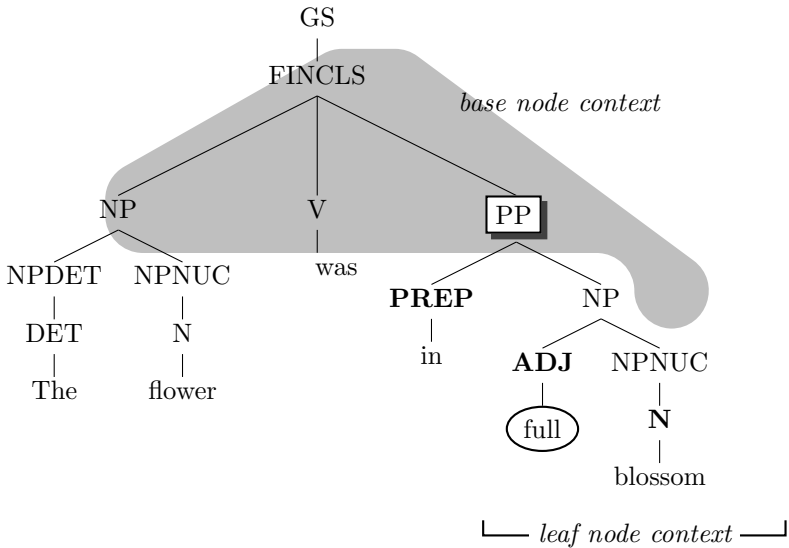 GS
FINCLS
base node context
NP V PP
was
NPDET NPNUC
PREP NP
DET N
in ADJ NPNUC
The flower
full N
blossom
leaf node context